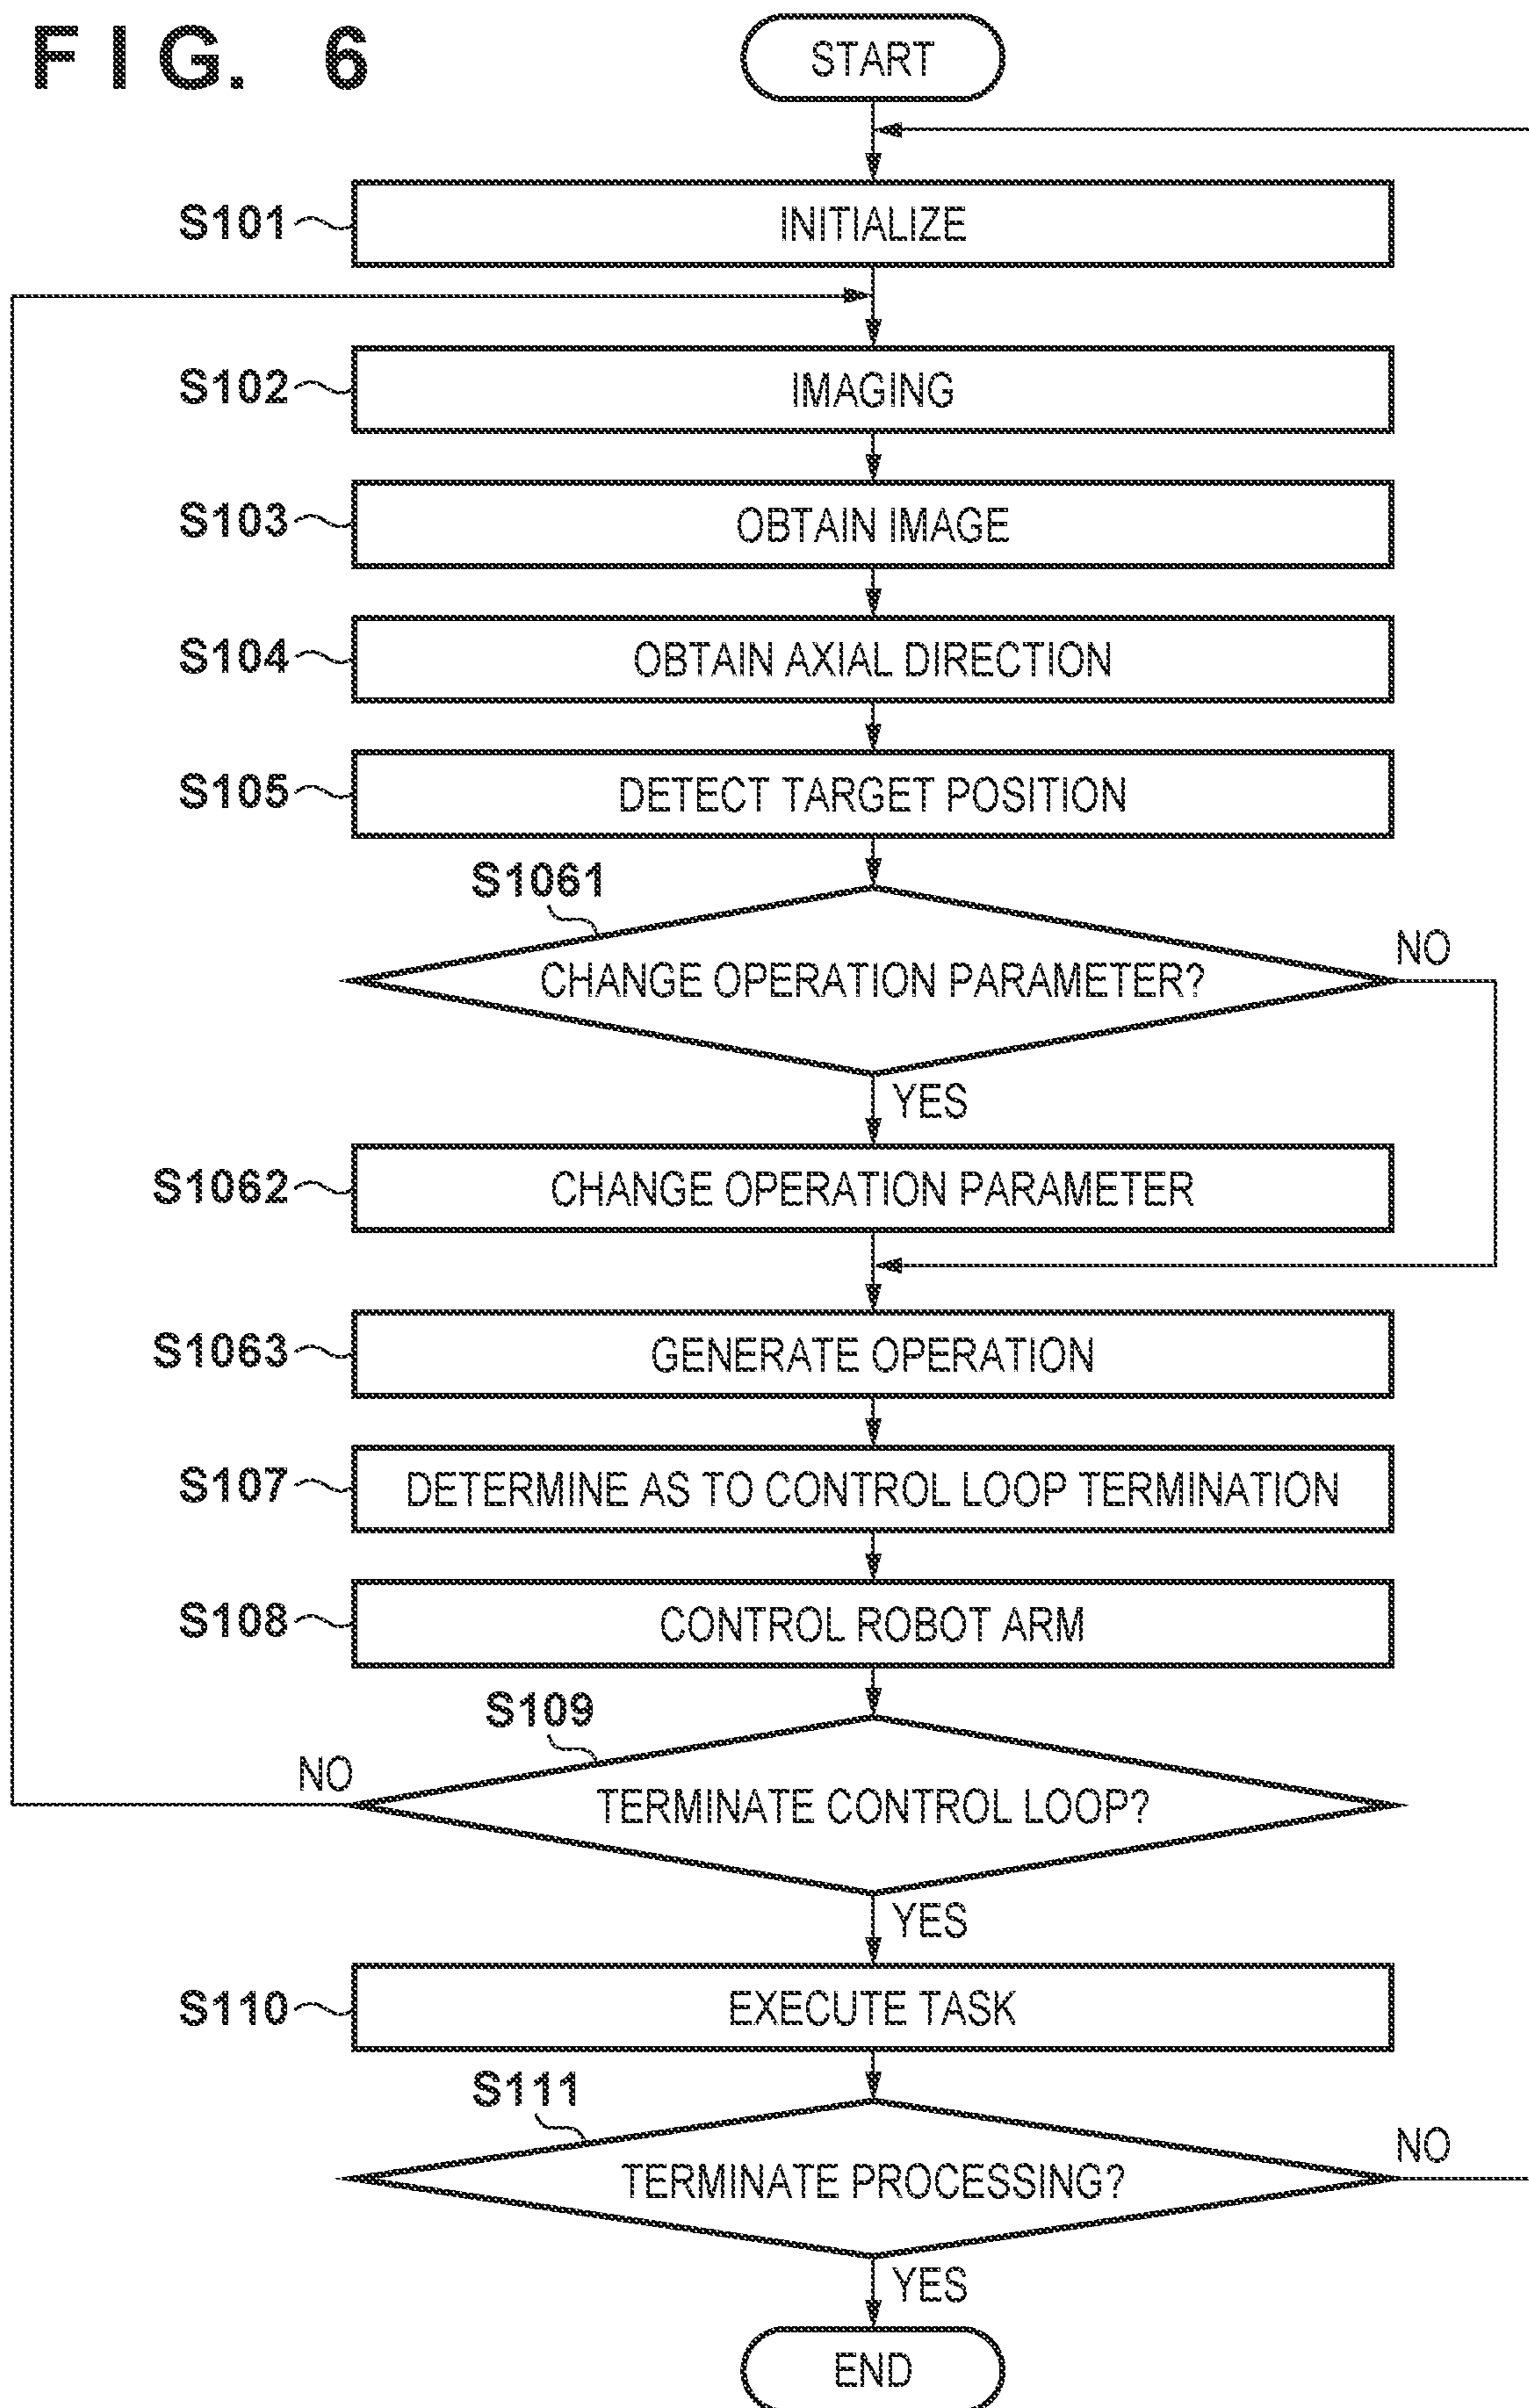 FIG. 6
START
S101
INITIALIZE
S102
IMAGING
S103
OBTAIN IMAGE
S104
OBTAIN AXIAL DIRECTION
S105
DETECT TARGET POSITION
S1061
CHANGE OPERATION PARAMETER?
NO
YES
S1062
CHANGE OPERATION PARAMETER
S1063
GENERATE OPERATION
S107
DETERMINE AS TO CONTROL LOOP TERMINATION
S108
CONTROL ROBOT ARM
S109
NO
TERMINATE CONTROL LOOP?
YES
S110
EXECUTE TASK
S111
TERMINATE PROCESSING?
NO
YES
END